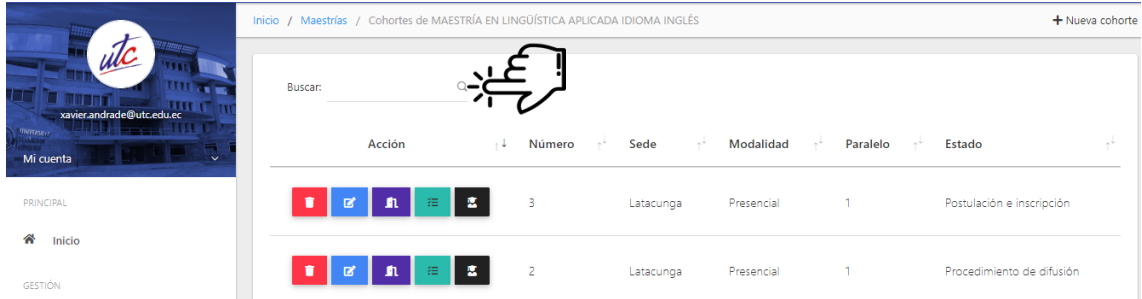 Inicio / Maestrías / Cohortes de MAESTRÍA EN LINGÜÍSTICA APLICADA IDIOMA INGLÉS
+ Nueva cohorte
utc
xavier.andrade@utc.edu.ec
Mi cuenta
PRINCIPAL
Inicio
GESTIÓN
Buscar:
Acción Número Sede Modalidad Paralelo Estado
3 Latacunga Presencial 1 Postulación e inscripción
2 Latacunga Presencial 1 Procedimiento de difusión